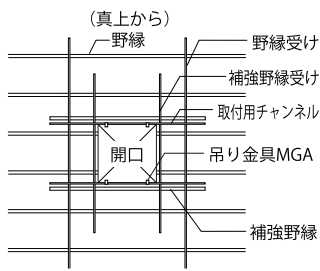 （真上から）
野縁
野縁受け
補強野縁受け
取付用チャンネル
開口
吊り金具MGA
補強野縁